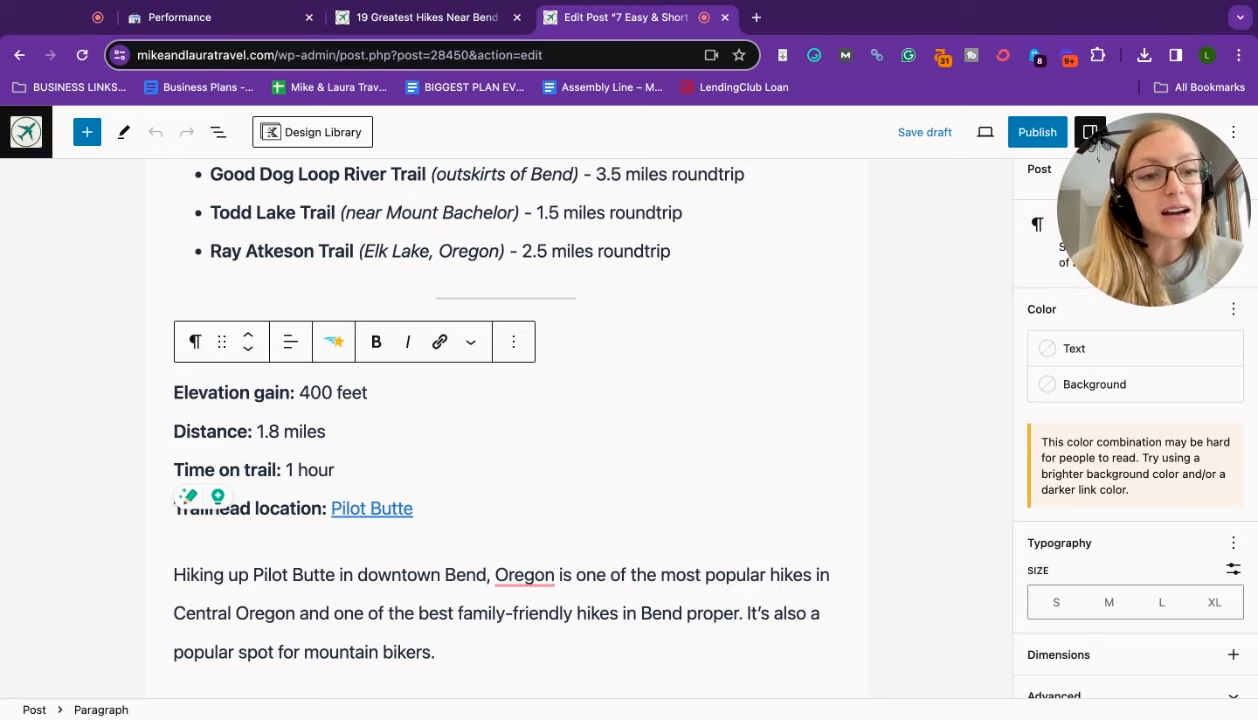 Performance
19 Greatest Hikes Near Bend
Edit Post "7 Easy & Short
mikeandlauratravel.com/wp-admin/post.php?post=28450&action=edit
31
8
9+
L
BUSINESS LINKS...
Business Plans -...
Mike & Laura Trav...
BIGGEST PLAN EV...
Assembly Line – M...
LendingClub Loan
All Bookmarks
Design Library
Save draft
Publish
Good Dog Loop River Trail (outskirts of Bend) - 3.5 miles roundtrip
Todd Lake Trail (near Mount Bachelor) - 1.5 miles roundtrip
Ray Atkeson Trail (Elk Lake, Oregon) - 2.5 miles roundtrip
B I
Elevation gain: 400 feet
Distance: 1.8 miles
Time on trail: 1 hour
Trailhead location: Pilot Butte
Hiking up Pilot Butte in downtown Bend, Oregon is one of the most popular hikes in
Central Oregon and one of the best family-friendly hikes in Bend proper. It's also a
popular spot for mountain bikers.
Post
of
Color
Text
Background
This color combination may be hard
for people to read. Try using a
brighter background color and/or a
darker link color.
Typography
SIZE
S M L XL
Dimensions
Advanced
Post > Paragraph